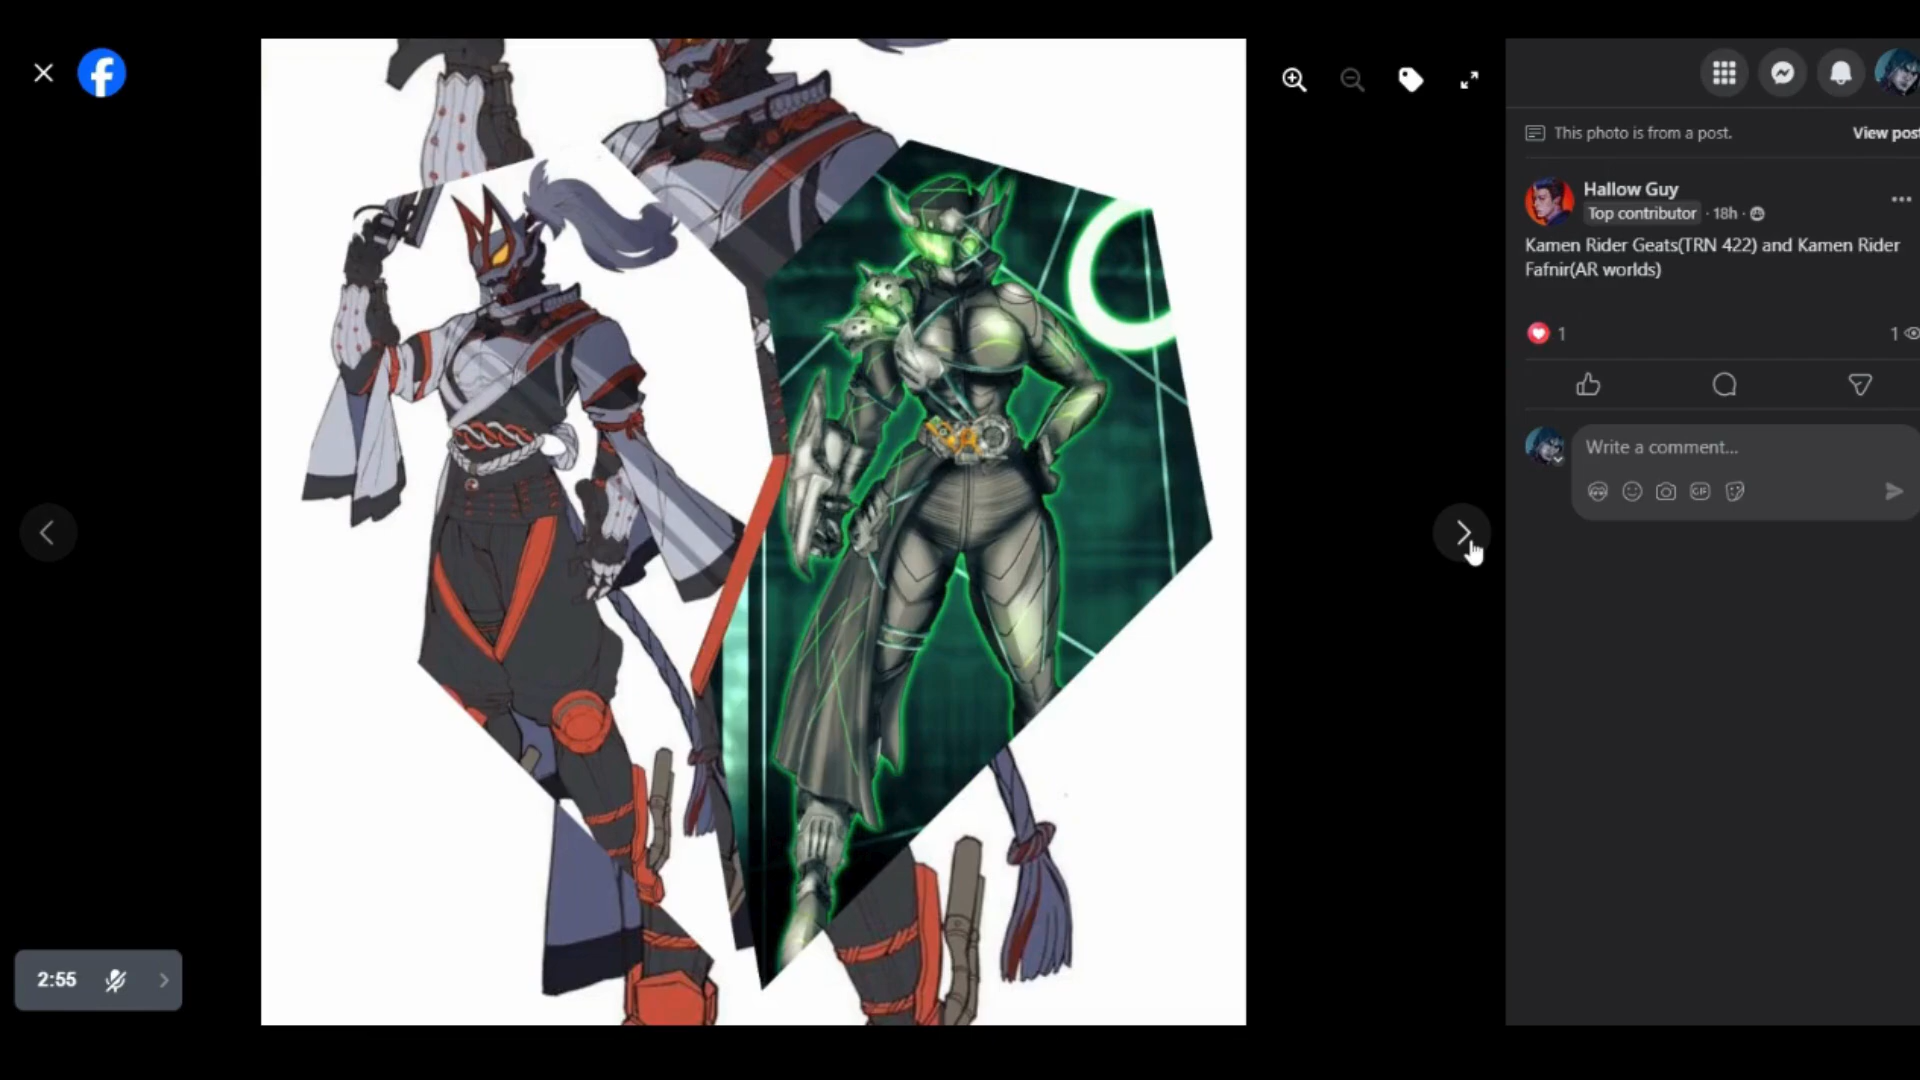 This photo is from a post.
View post
Hallow Guy
Top contributor · 18h ·
Kamen Rider Geats(TRN 422) and Kamen Rider
Fafnir(AR worlds)
1
1
Write a comment...
GIF
2:55